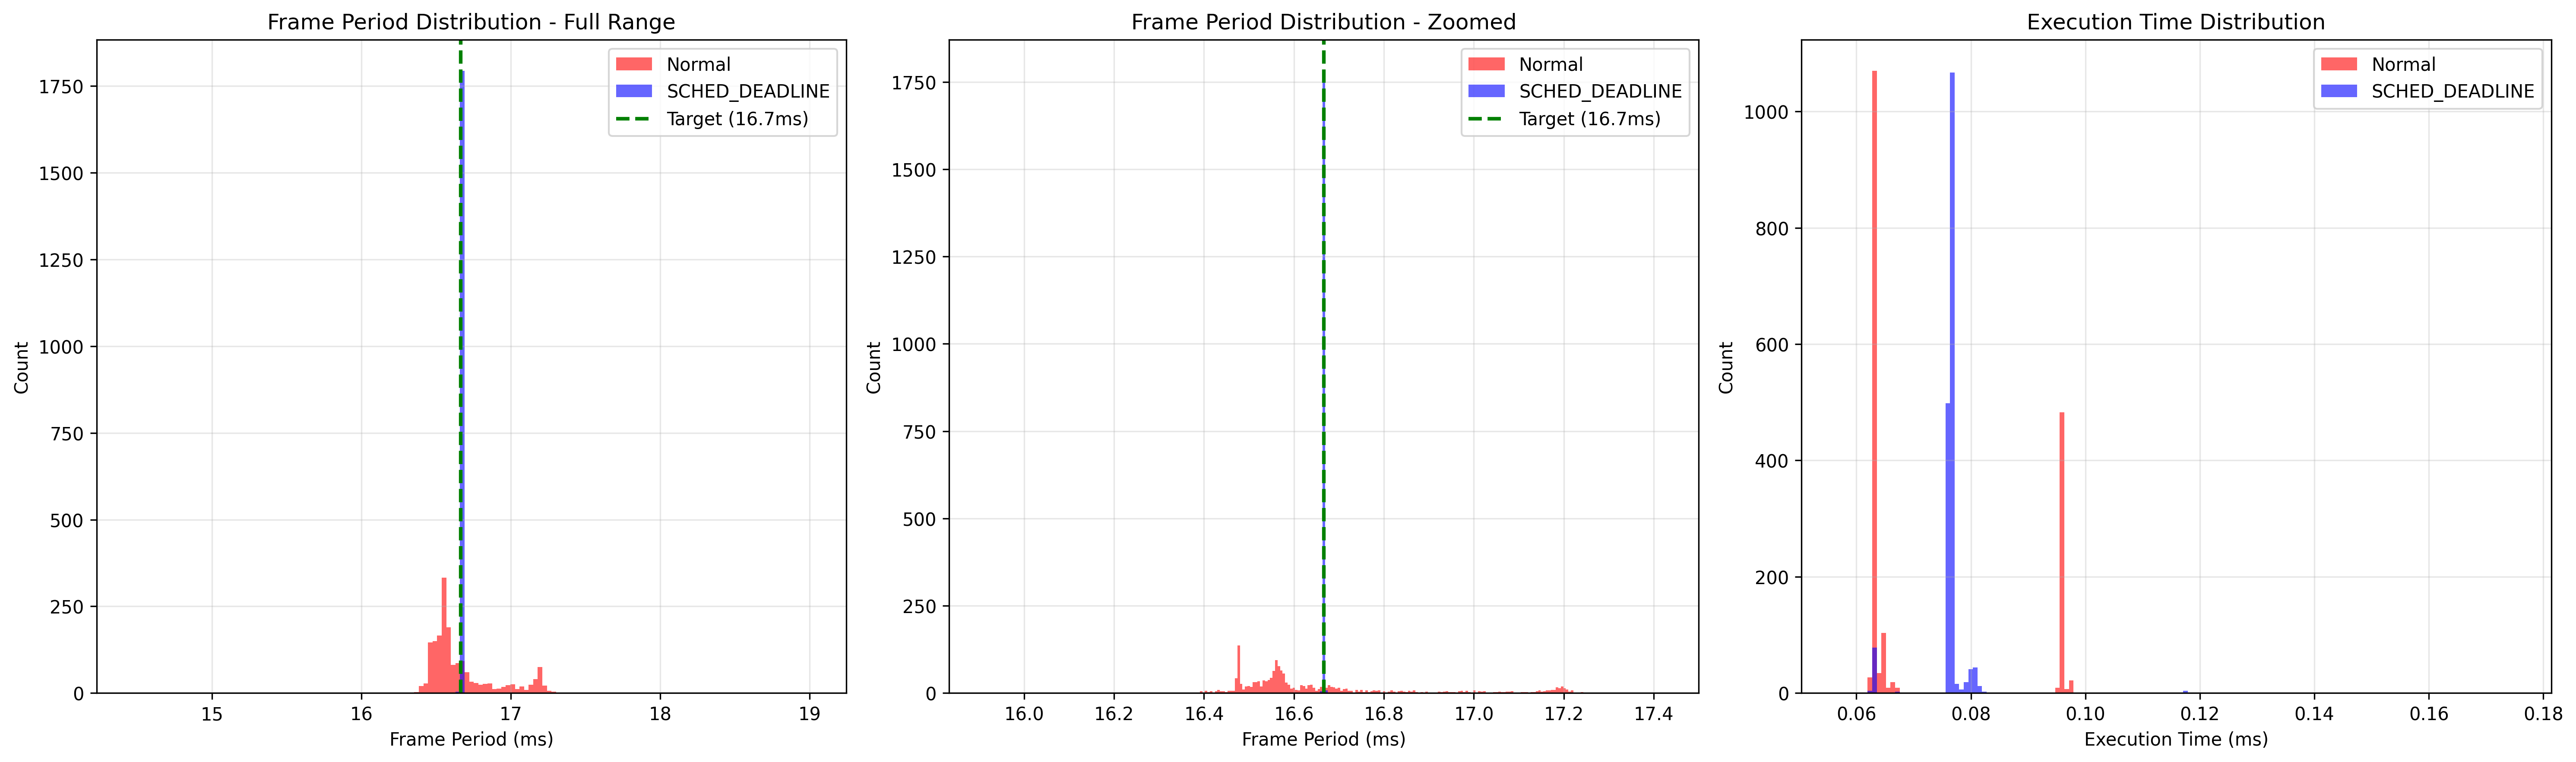 Frame Period Distribution - Full Range
1750
1500
1250
1000
750
500
250
0
Count
15
16
17
18
19
Frame Period (ms)
Normal
SCHED_DEADLINE
Target (16.7ms)
Frame Period Distribution - Zoomed
1750
1500
1250
1000
750
500
250
0
Count
16.0
16.2
16.4
16.6
16.8
17.0
17.2
17.4
Frame Period (ms)
Normal
SCHED_DEADLINE
Target (16.7ms)
Execution Time Distribution
1000
800
600
400
200
0
Count
0.06
0.08
0.10
0.12
0.14
0.16
0.18
Execution Time (ms)
Normal
SCHED_DEADLINE